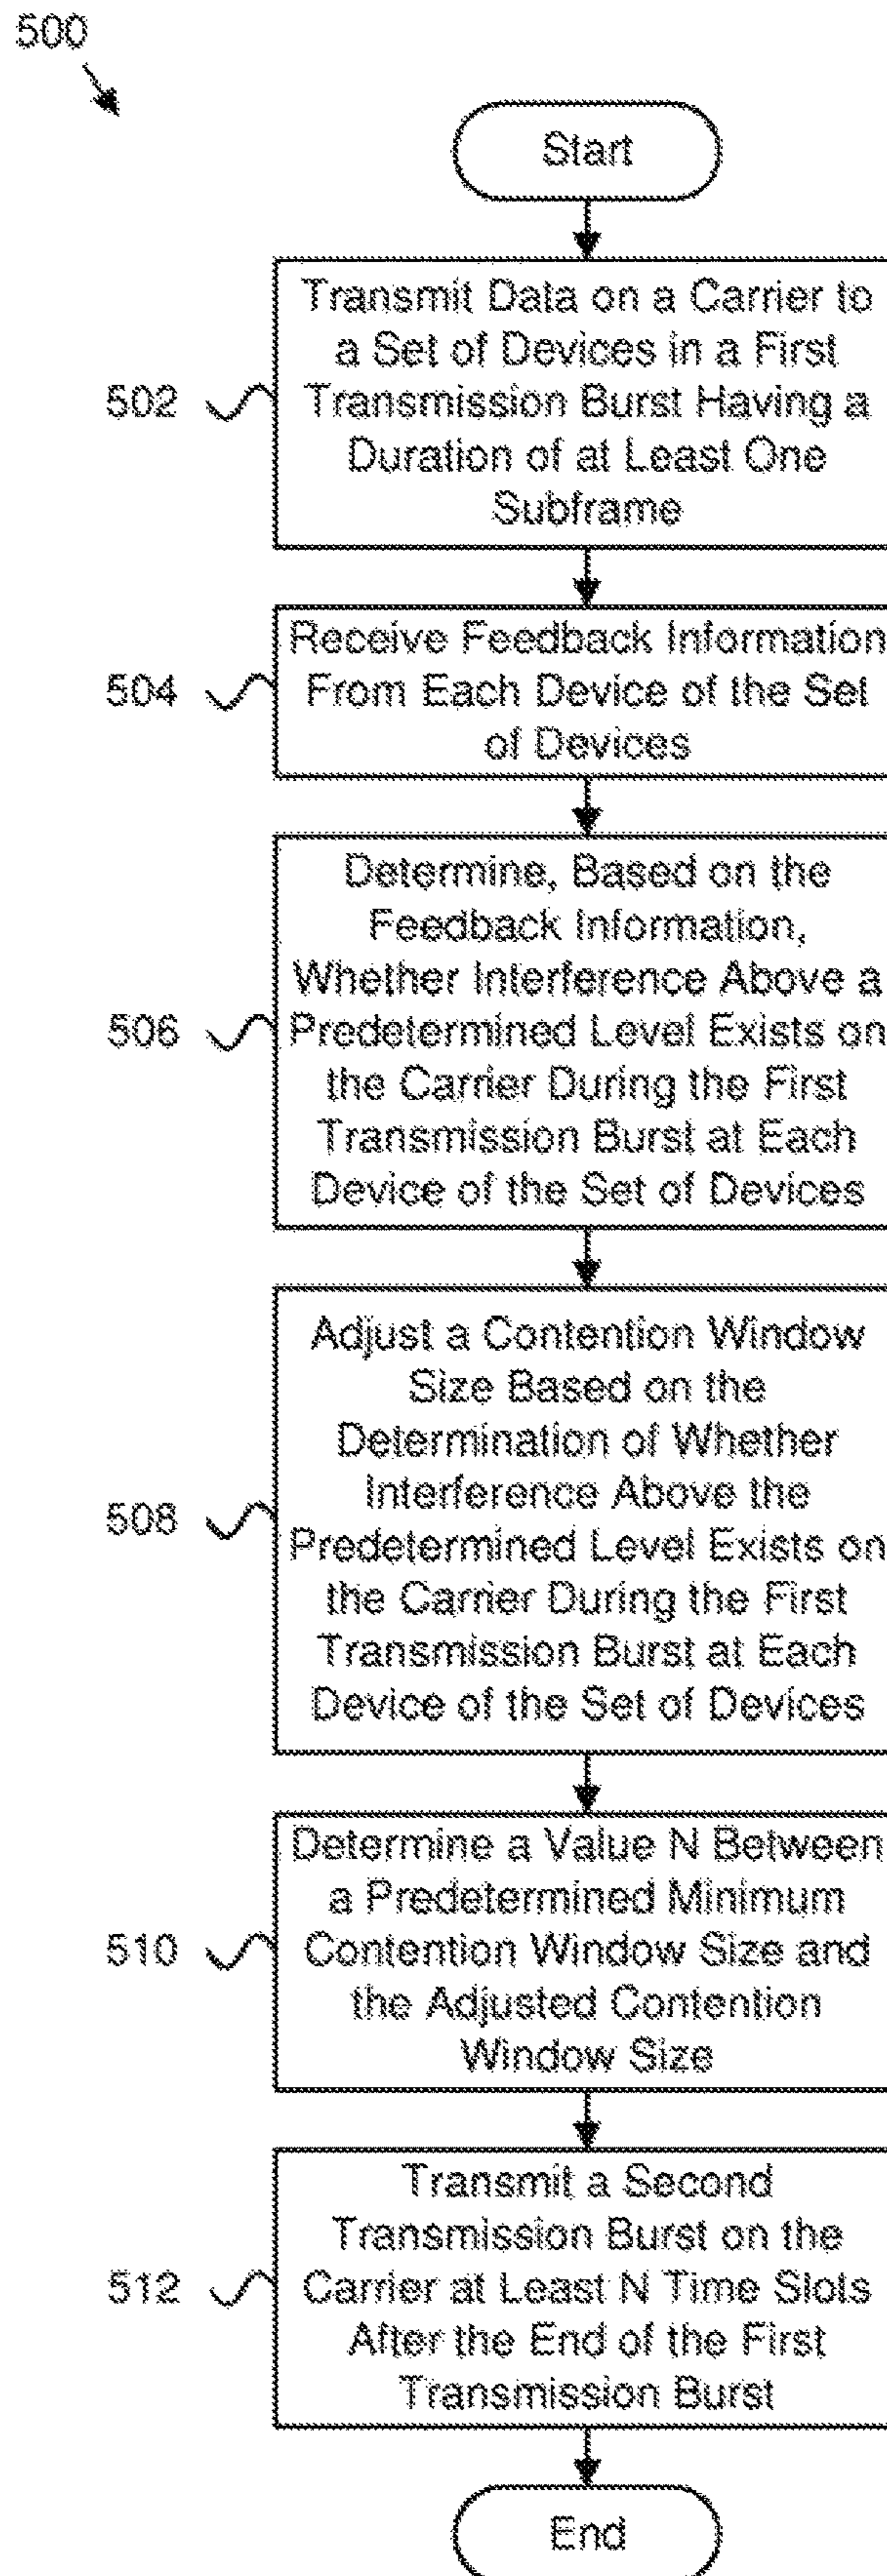 500
Start
502
Transmit Data on a Carrier to
a Set of Devices in a First
Transmission Burst Having a
Duration of at Least One
Subframe
504
Receive Feedback Information
From Each Device of the Set
of Devices
506
Determine, Based on the
Feedback Information,
Whether Interference Above a
Predetermined Level Exists on
the Carrier During the First
Transmission Burst at Each
Device of the Set of Devices
508
Adjust a Contention Window
Size Based on the
Determination of Whether
Interference Above the
Predetermined Level Exists on
the Carrier During the First
Transmission Burst at Each
Device of the Set of Devices
510
Determine a Value N Between
a Predetermined Minimum
Contention Window Size and
the Adjusted Contention
Window Size
512
Transmit a Second
Transmission Burst on the
Carrier at Least N Time Slots
After the End of the First
Transmission Burst
End